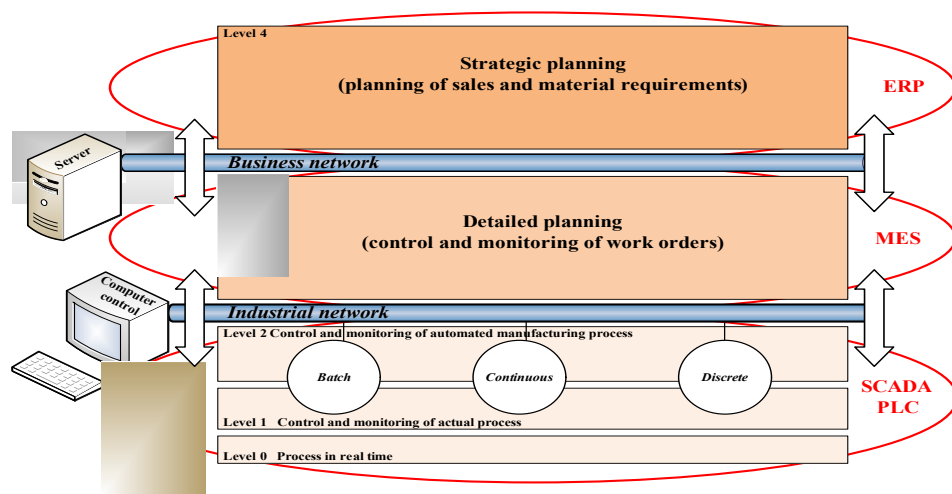 Level 4
Strategic planning
(planning of sales and material requirements)
ERP
Server
Business network
Detailed planning
(control and monitoring of work orders)
MES
Computer
control
Industrial network
Level 2 Control and monitoring of automated manufacturing process
Batch
Continuous
Discrete
SCADA
PLC
Level 1 Control and monitoring of actual process
Level 0 Process in real time